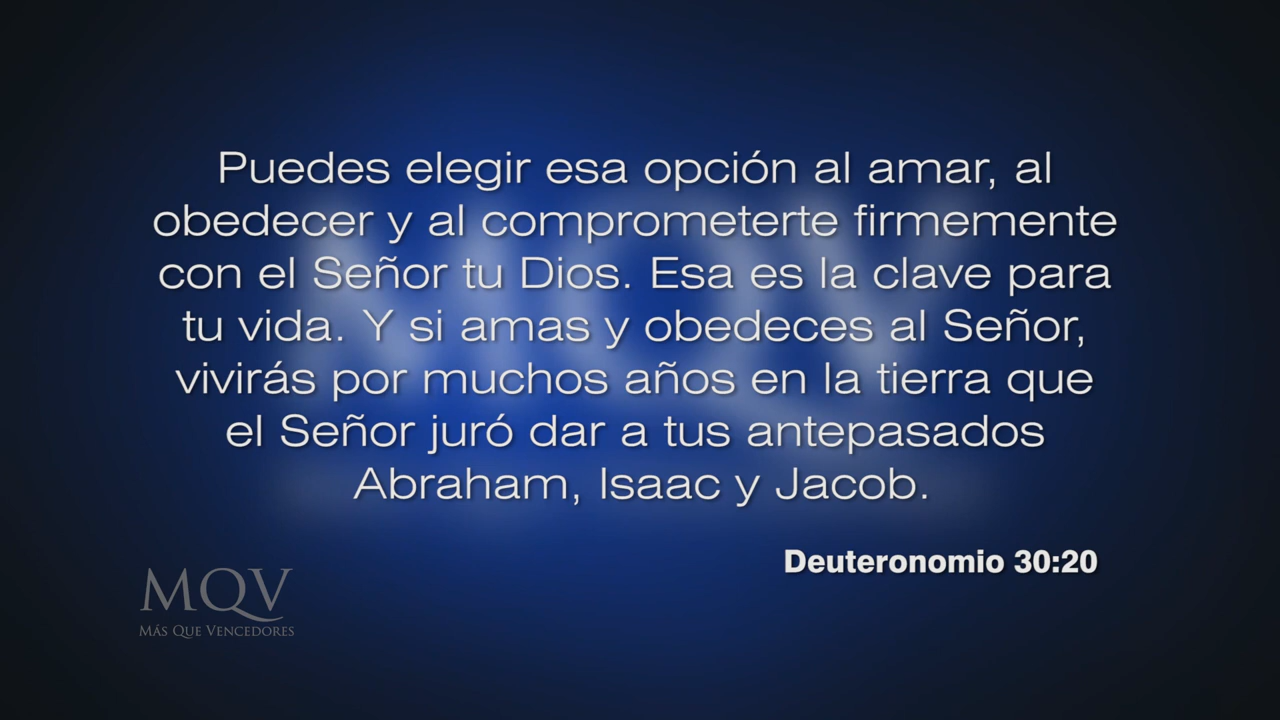 Puedes elegir esa opción al amar, al
obedecer y al comprometerte firmemente
con el Señor tu Dios. Esa es la clave para
tu vida. Y si amas y obedeces al Señor,
vivirás por muchos años en la tierra que
el Señor juró dar a tus antepasados
Abraham, Isaac y Jacob.
Deuteronomio 30:20
MQV
MÁS QUE VENCEDORES